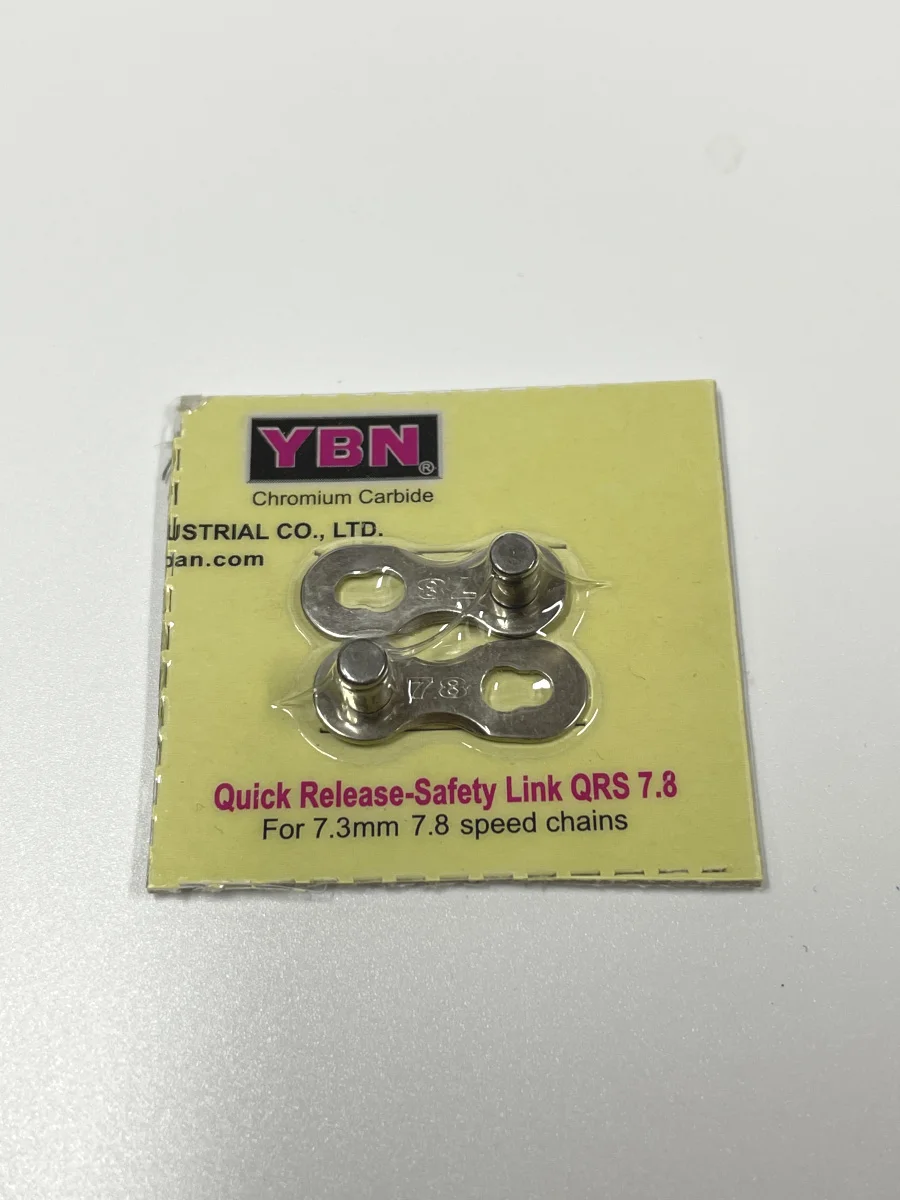 YBN®
Chromium Carbide
USTRIAL CO., LTD.
ban.com
78
78
Quick Release-Safety Link QRS 7.8
For 7.3mm 7.8 speed chains